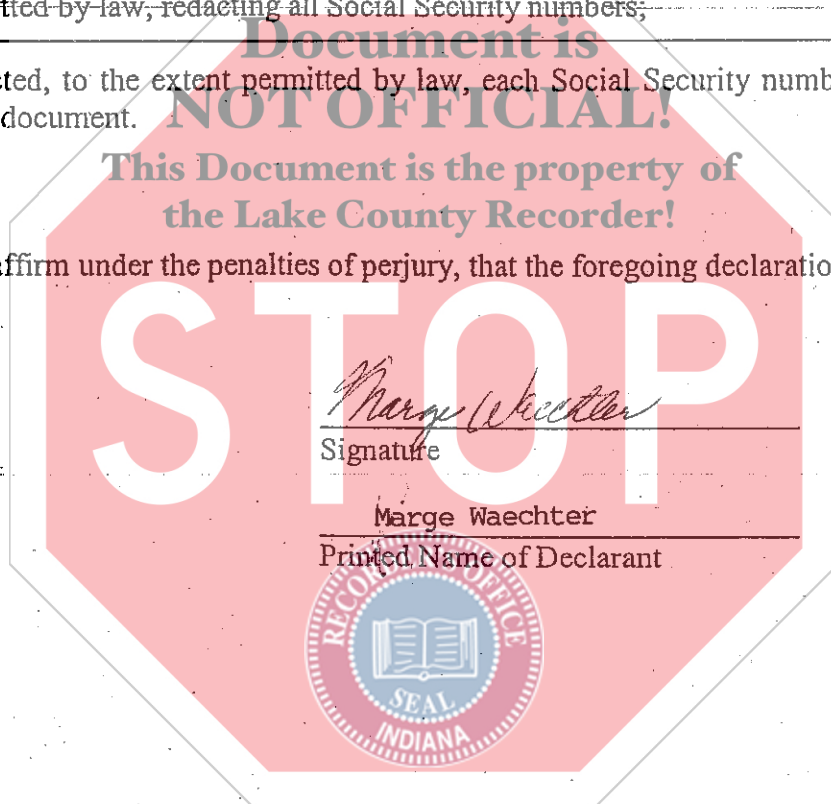 tted by law, redacting all Social Security numbers;
Document is
ted, to the extent permitted by law, each Social Security numb
NOT OFFICIAL!
document.
This Document is the property of
the Lake County Recorder!
affirm under the penalties of perjury, that the foregoing declaratio
STOP
Marge Waechter
Signature
Marge Waechter
Printed Name of Declarant
RECORDER'S OFFICE
SEAL
INDIANA